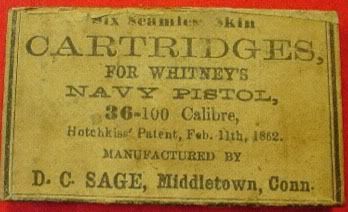 Six Seamless Skin
CARTRIDGES,
FOR WHITNEY'S
NAVY PISTOL,
36-100 Calibre,
Hotchkiss' Patent, Feb. 11th, 1862.
MANUFACTURED BY
D. C. SAGE, Middletown, Conn.